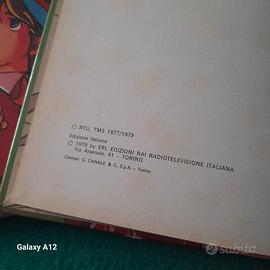 © NTU, TMS 1977/1979
Edizione italiana
© 1979 by ERI, EDIZIONI RAI RADIOTELEVISIONE ITALIANA
Via Arsenale, 41 - TORINO
Stampa: G. CANALE & C. S.p.A. - Torino
Galaxy A12
subito